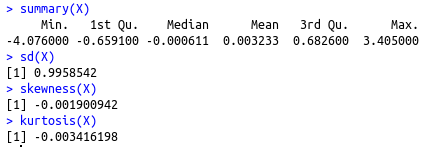 > summary(X)
Min. 1st Qu. Median Mean 3rd Qu. Max.
-4.076000 -0.659100 -0.000611 0.003233 0.682600 3.405000
> sd(X)
[1] 0.9958542
> skewness(X)
[1] -0.001900942
> kurtosis(X)
[1] -0.003416198